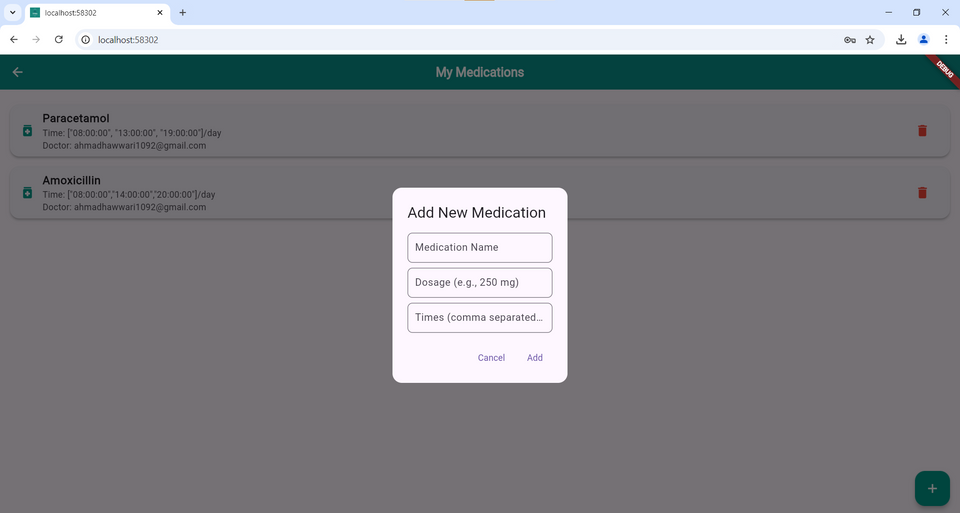 localhost:58302
localhost:58302
My Medications
DEBUG
Paracetamol
Time: ["08:00:00", "13:00:00", "19:00:00"]/day
Doctor: ahmadhawwari1092@gmail.com
Amoxicillin
Time: ["08:00:00","14:00:00","20:00:00"]/day
Doctor: ahmadhawwari1092@gmail.com
Add New Medication
Medication Name
Dosage (e.g., 250 mg)
Times (comma separated…
Cancel Add